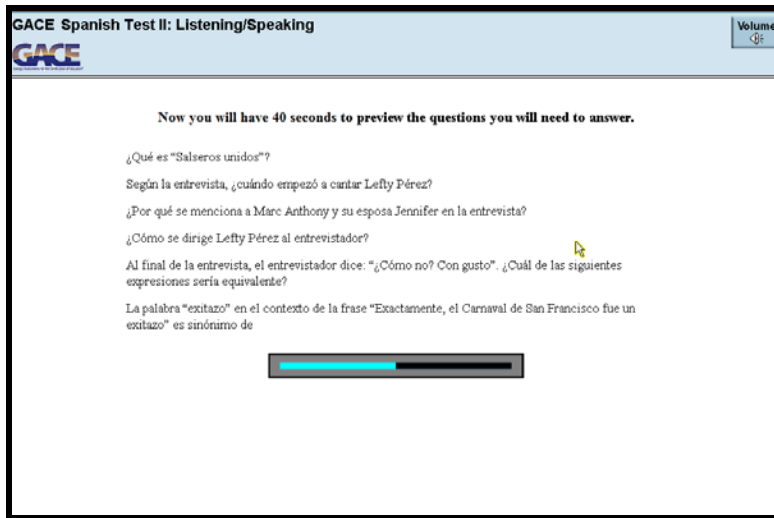 GACE Spanish Test II: Listening/Speaking
Volume
GACE
Now you will have 40 seconds to preview the questions you will need to answer.
¿Qué es “Salseros unidos”?
Según la entrevista, ¿cuándo empezó a cantar Lefty Pérez?
¿Por qué se menciona a Marc Anthony y su esposa Jennifer en la entrevista?
¿Cómo se dirige Lefty Pérez al entrevistador?
Al final de la entrevista, el entrevistador dice: “¿Cómo no? Con gusto”. ¿Cuál de las siguientes
expresiones sería equivalente?
La palabra “exitazo” en el contexto de la frase “Exactamente, el Carnaval de San Francisco fue un
exitazo” es sinónimo de